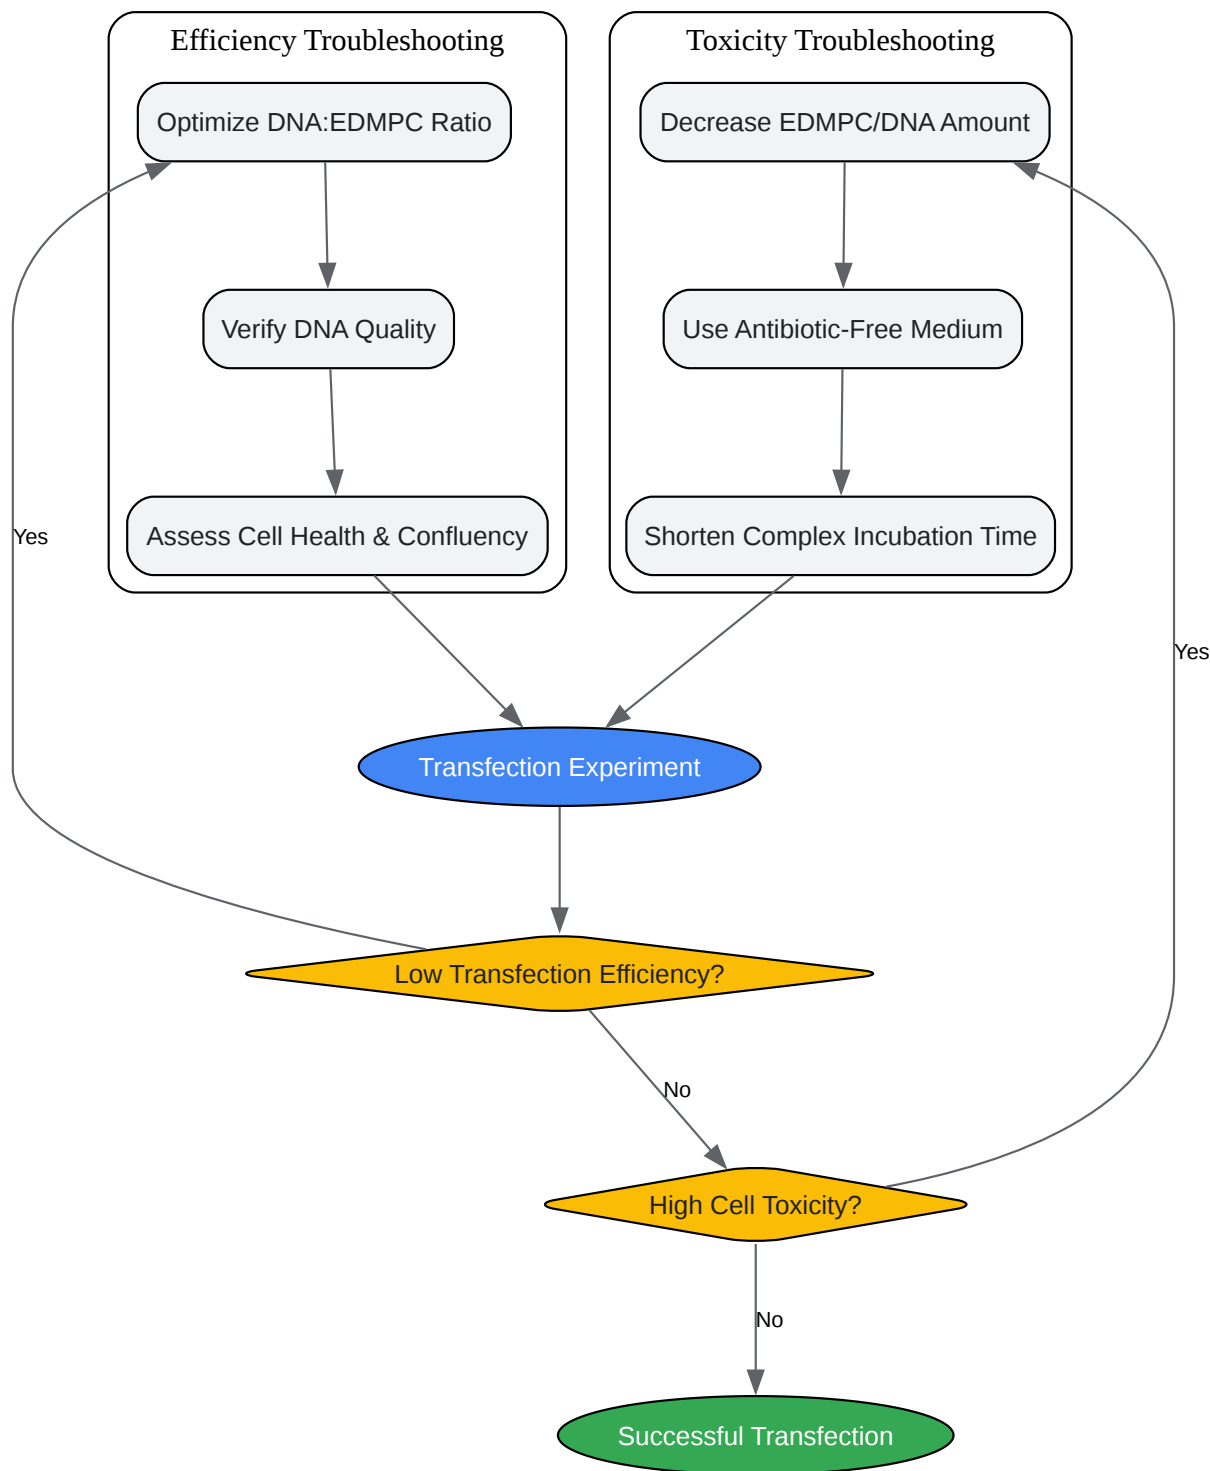 Efficiency Troubleshooting
Optimize DNA:EDMPC Ratio
Verify DNA Quality
Assess Cell Health & Confluency
Toxicity Troubleshooting
Decrease EDMPC/DNA Amount
Use Antibiotic-Free Medium
Shorten Complex Incubation Time
Yes
Yes
Transfection Experiment
Low Transfection Efficiency?
No
High Cell Toxicity?
No
Successful Transfection